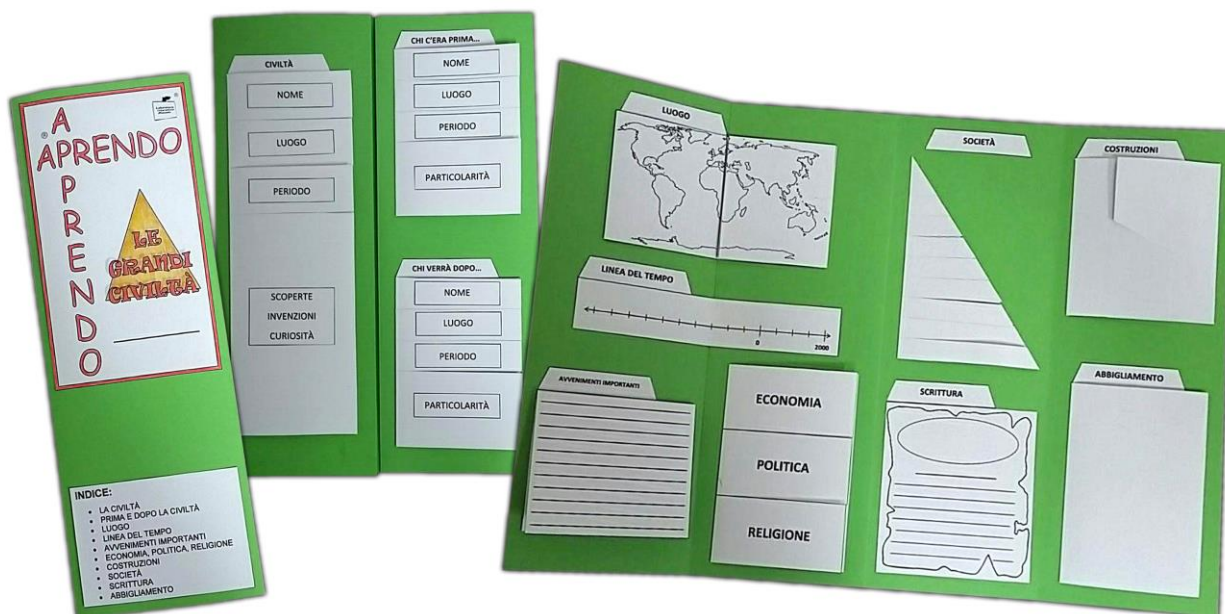 A
APRENDO
P
R
E
N
D
O
LE
GRANDI
CIVILTÀ
INDICE:
• LA CIVILTÀ
• PRIMA E DOPO LA CIVILTÀ
• LUOGO
• LINEA DEL TEMPO
• AVVENIMENTI IMPORTANTI
• ECONOMIA, POLITICA, RELIGIONE
• COSTRUZIONI
• SOCIETÀ
• SCRITTURA
• ABBIGLIAMENTO
CIVILTÀ
NOME
LUOGO
PERIODO
SCOPERTE
INVENZIONI
CURIOSITÀ
CHI C'ERA PRIMA...
NOME
LUOGO
PERIODO
PARTICOLARITÀ
CHI VERRÀ DOPO...
NOME
LUOGO
PERIODO
PARTICOLARITÀ
LUOGO
LINEA DEL TEMPO
0 2000
AVVENIMENTI IMPORTANTI
ECONOMIA
POLITICA
RELIGIONE
SOCIETÀ
SCRITTURA
COSTRUZIONI
ABBIGLIAMENTO